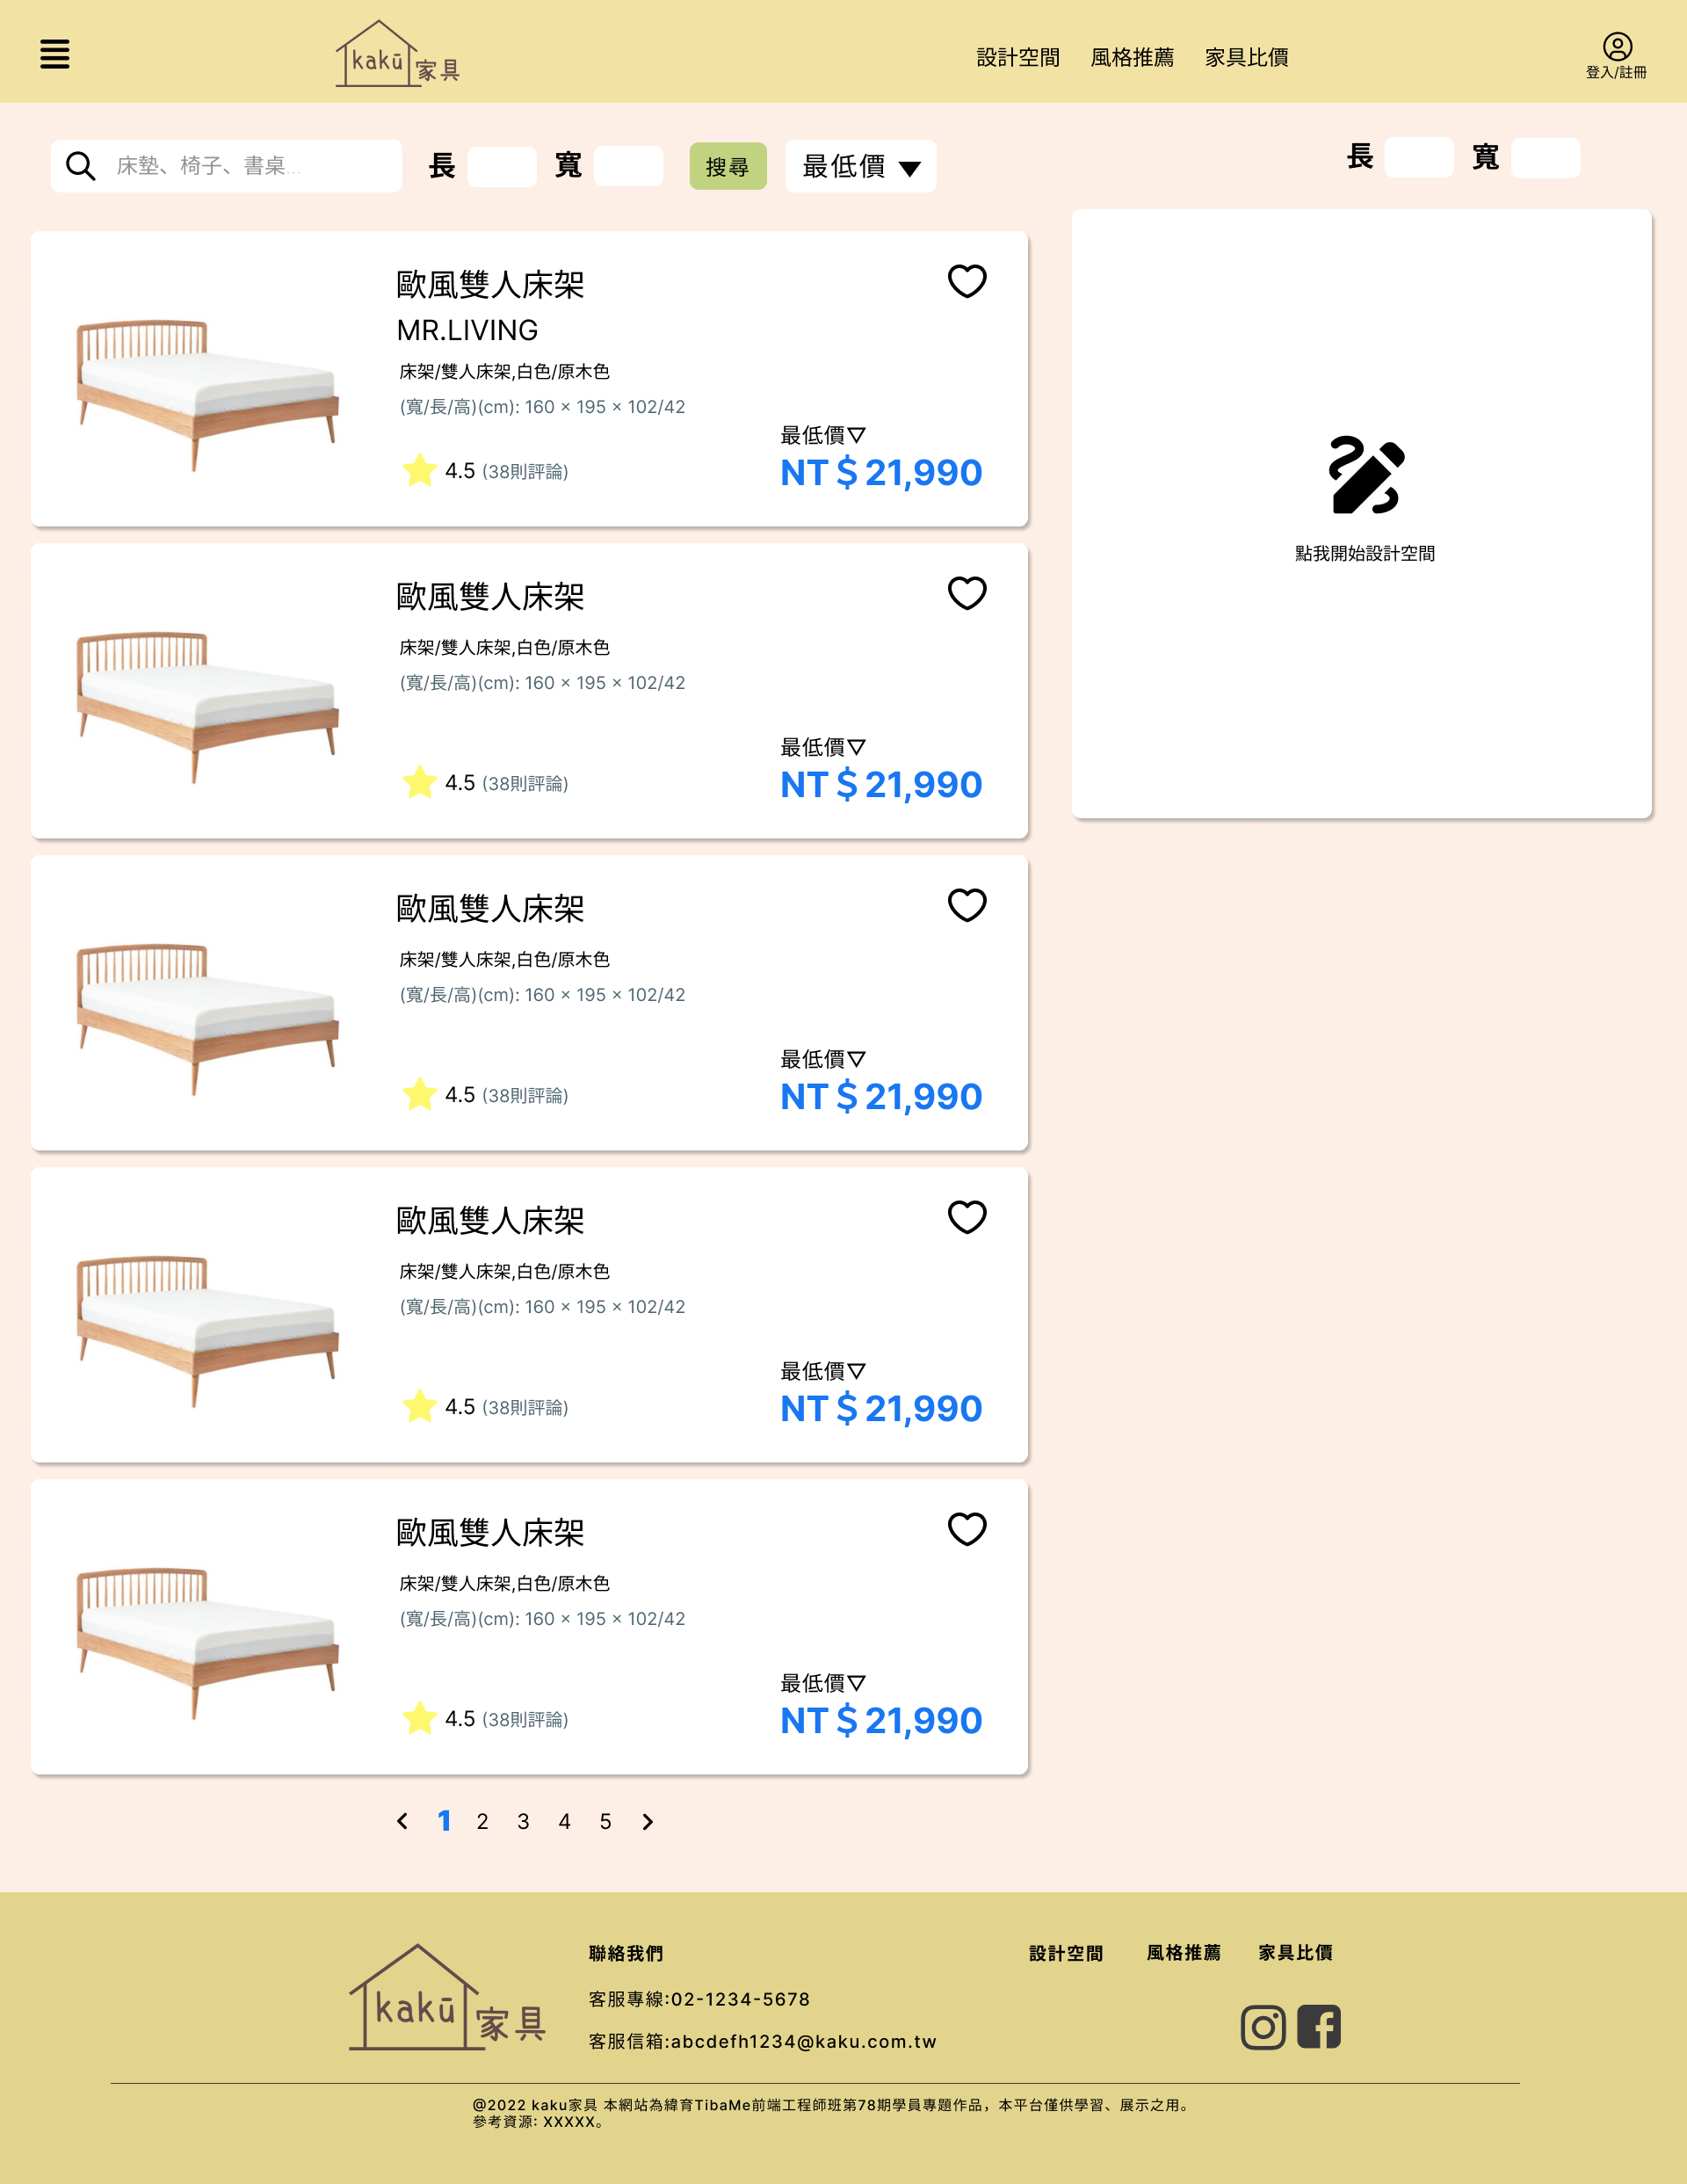 kakū家具
設計空間 風格推薦 家具比價
登入/註冊
床墊、椅子、書桌...
長 寬 搜尋 最低價
長 寬
歐風雙人床架
MR.LIVING
床架/雙人床架,白色/原木色
(寬/長/高)(cm): 160 × 195 × 102/42
4.5 (38則評論)
最低價▽
NT＄21,990
點我開始設計空間
歐風雙人床架
床架/雙人床架,白色/原木色
(寬/長/高)(cm): 160 × 195 × 102/42
4.5 (38則評論)
最低價▽
NT＄21,990
歐風雙人床架
床架/雙人床架,白色/原木色
(寬/長/高)(cm): 160 × 195 × 102/42
4.5 (38則評論)
最低價▽
NT＄21,990
歐風雙人床架
床架/雙人床架,白色/原木色
(寬/長/高)(cm): 160 × 195 × 102/42
4.5 (38則評論)
最低價▽
NT＄21,990
歐風雙人床架
床架/雙人床架,白色/原木色
(寬/長/高)(cm): 160 × 195 × 102/42
4.5 (38則評論)
最低價▽
NT＄21,990
1 2 3 4 5
kakū家具
聯絡我們
客服專線:02-1234-5678
客服信箱:abcdefh1234@kaku.com.tw
設計空間 風格推薦 家具比價
@2022 kaku家具 本網站為緯育TibaMe前端工程師班第78期學員專題作品，本平台僅供學習、展示之用。
參考資源: XXXXX。